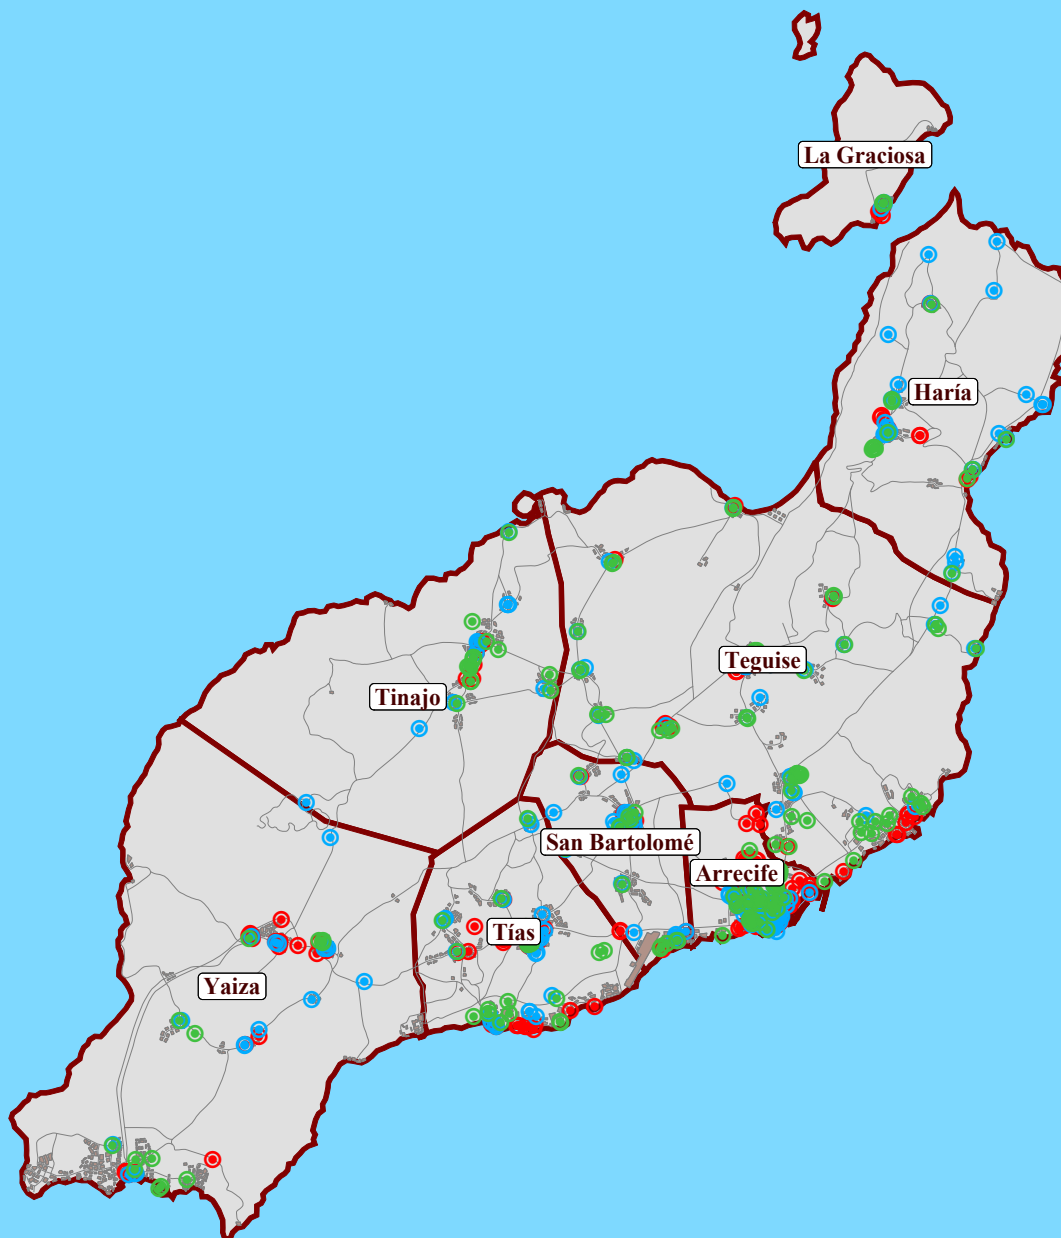 La Graciosa
Haría
Teguise
Tinajo
San Bartolomé
Arrecife
Tías
Yaiza